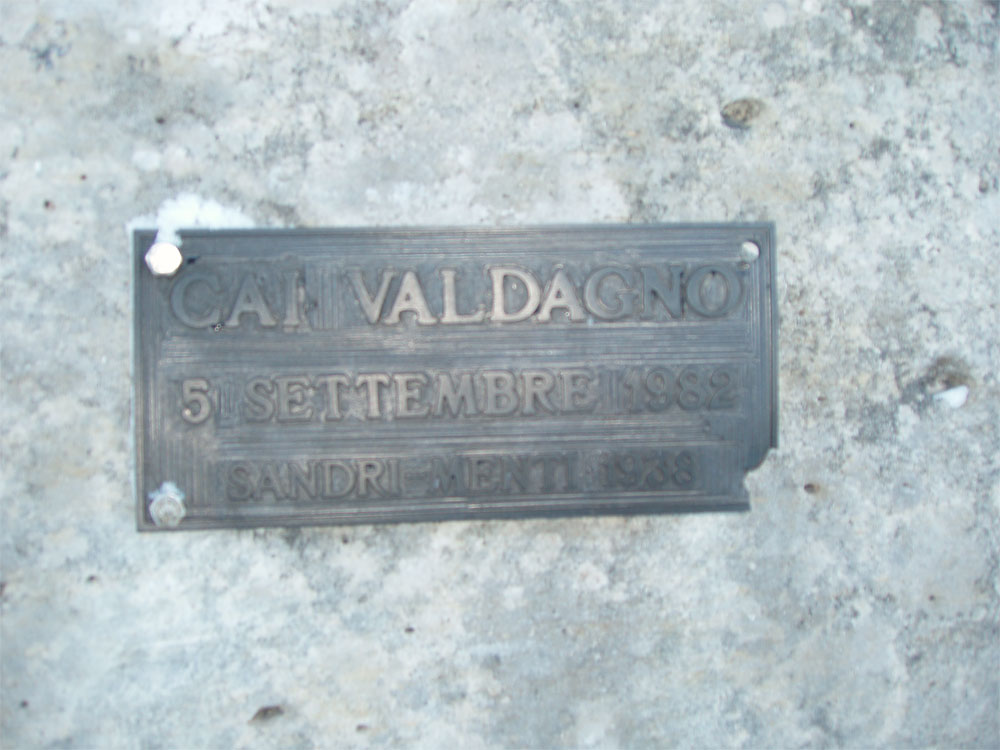 CAI VALDAGNO
5 SETTEMBRE 1982
SANDRI-MENTI 1938